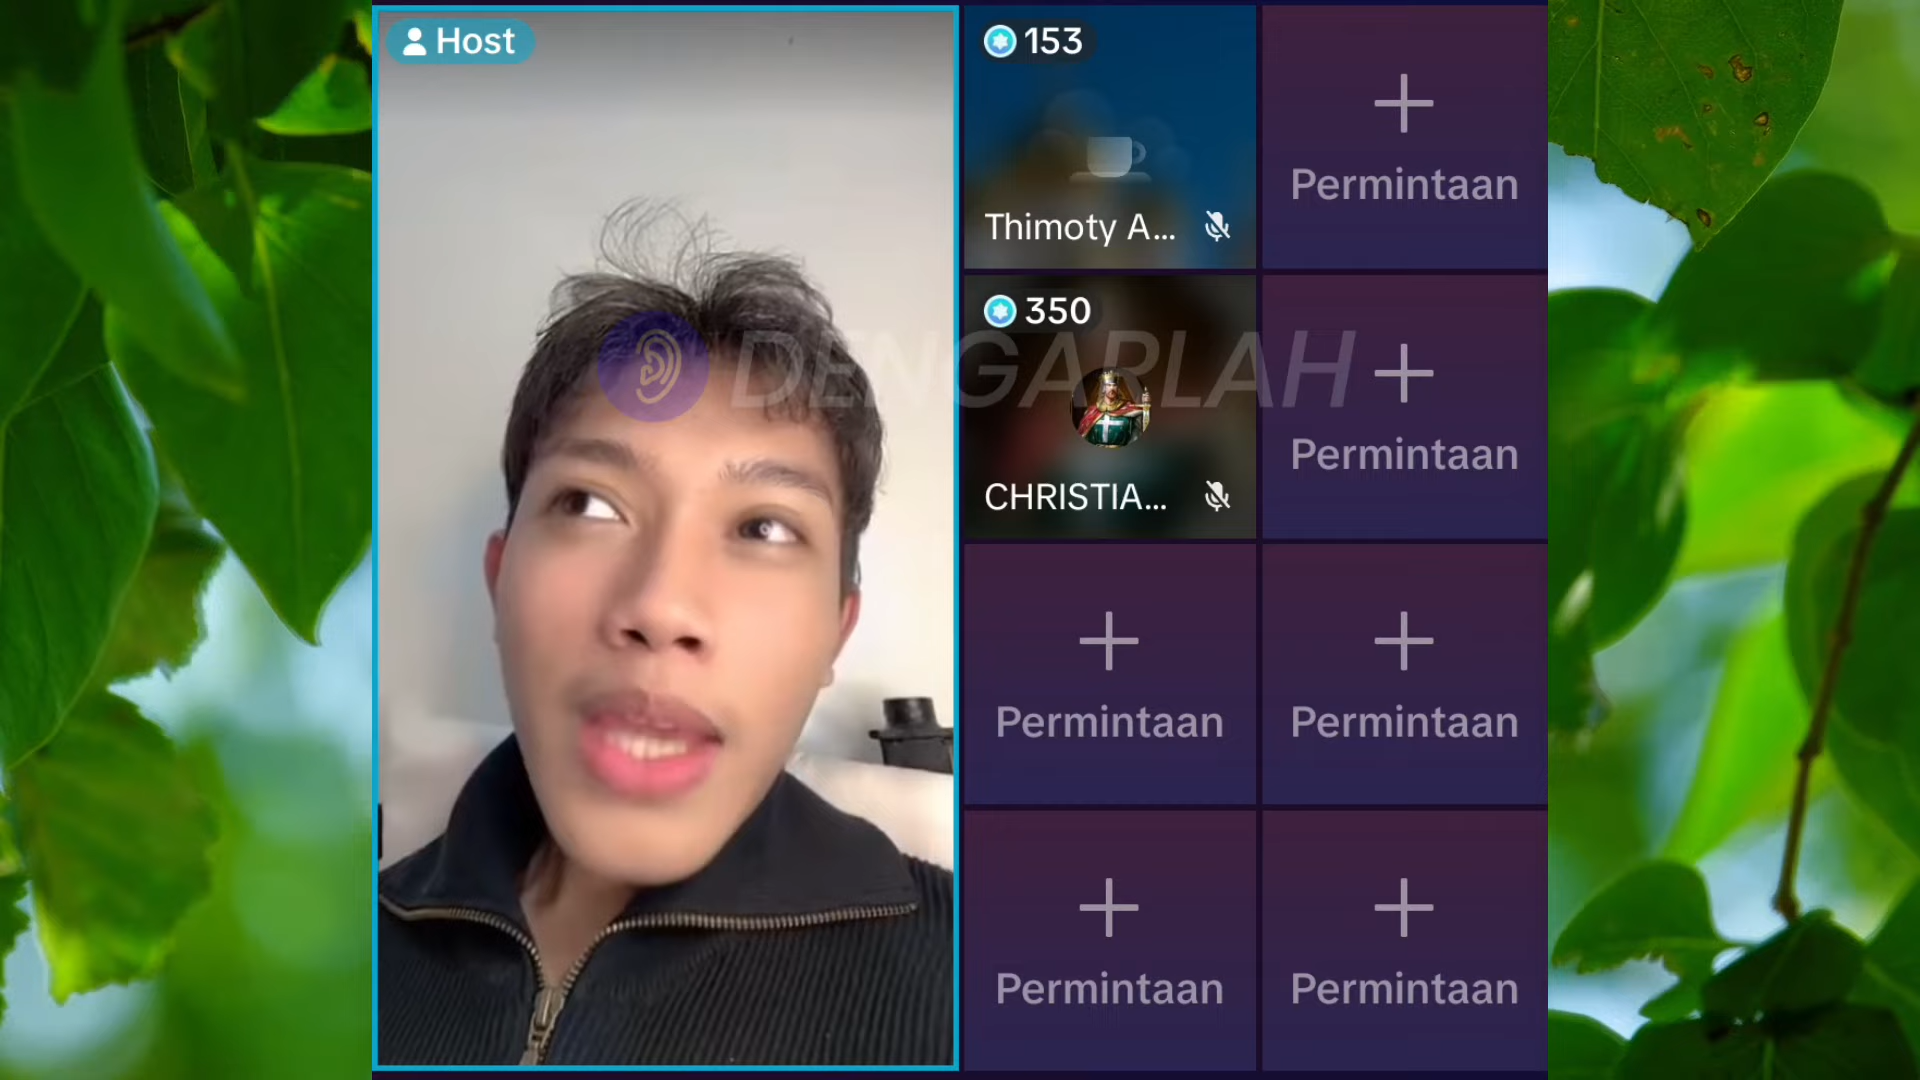 Host
153
Permintaan
Thimoty A...
350
DENGARLAH
Permintaan
CHRISTIA...
Permintaan
Permintaan
Permintaan
Permintaan